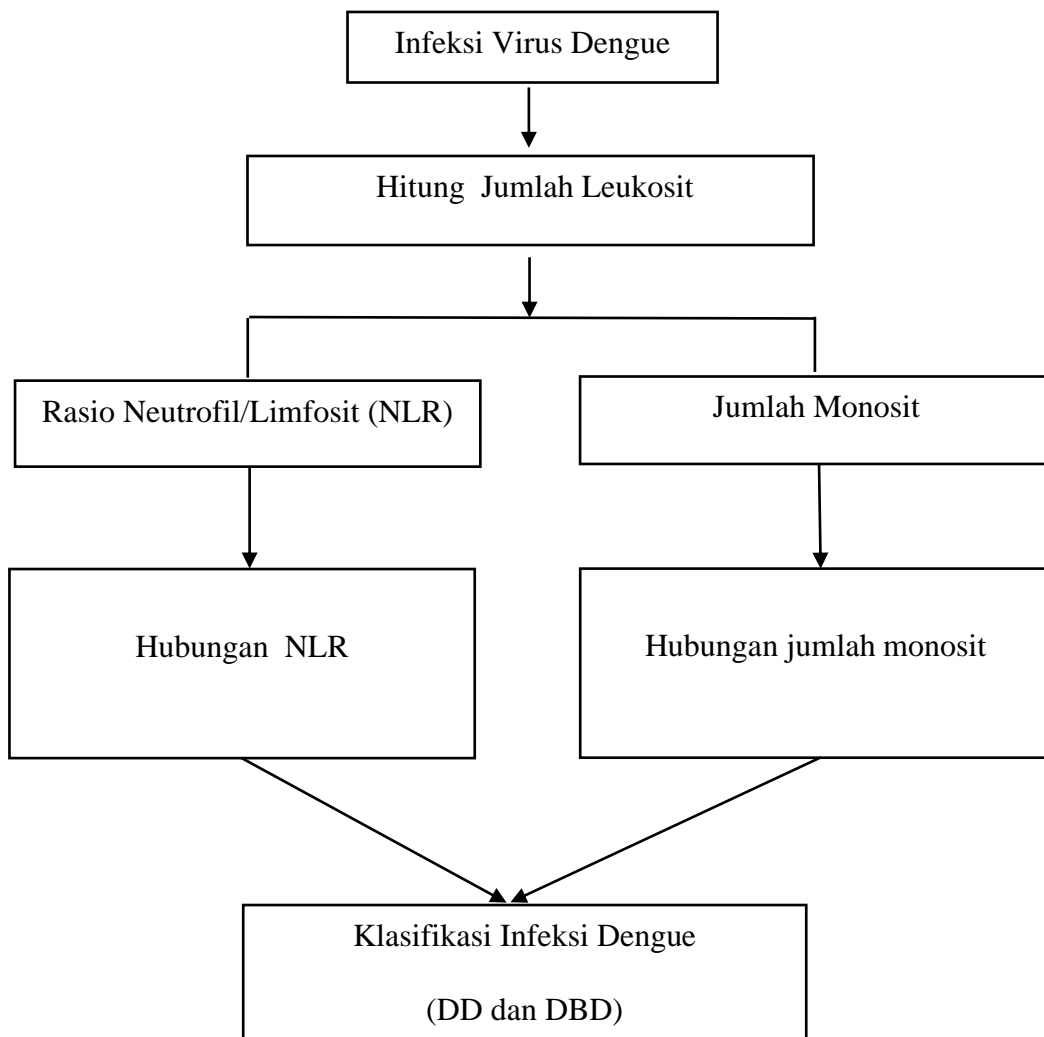 Infeksi Virus Dengue
Hitung  Jumlah Leukosit
Rasio Neutrofil/Limfosit (NLR)
Jumlah Monosit
Hubungan  NLR
Hubungan jumlah monosit
Klasifikasi Infeksi Dengue
(DD dan DBD)